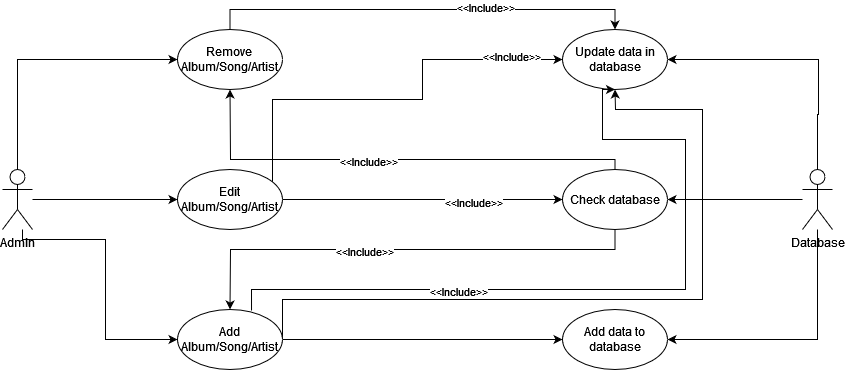 <<Include>>
Remove
Album/Song/Artist
<<Include>>
Update data in
database
<<Include>>
Edit
Album/Song/Artist
<<Include>>
Check database
Admin
Database
<<Include>>
<<Include>>
Add
Album/Song/Artist
Add data to
database